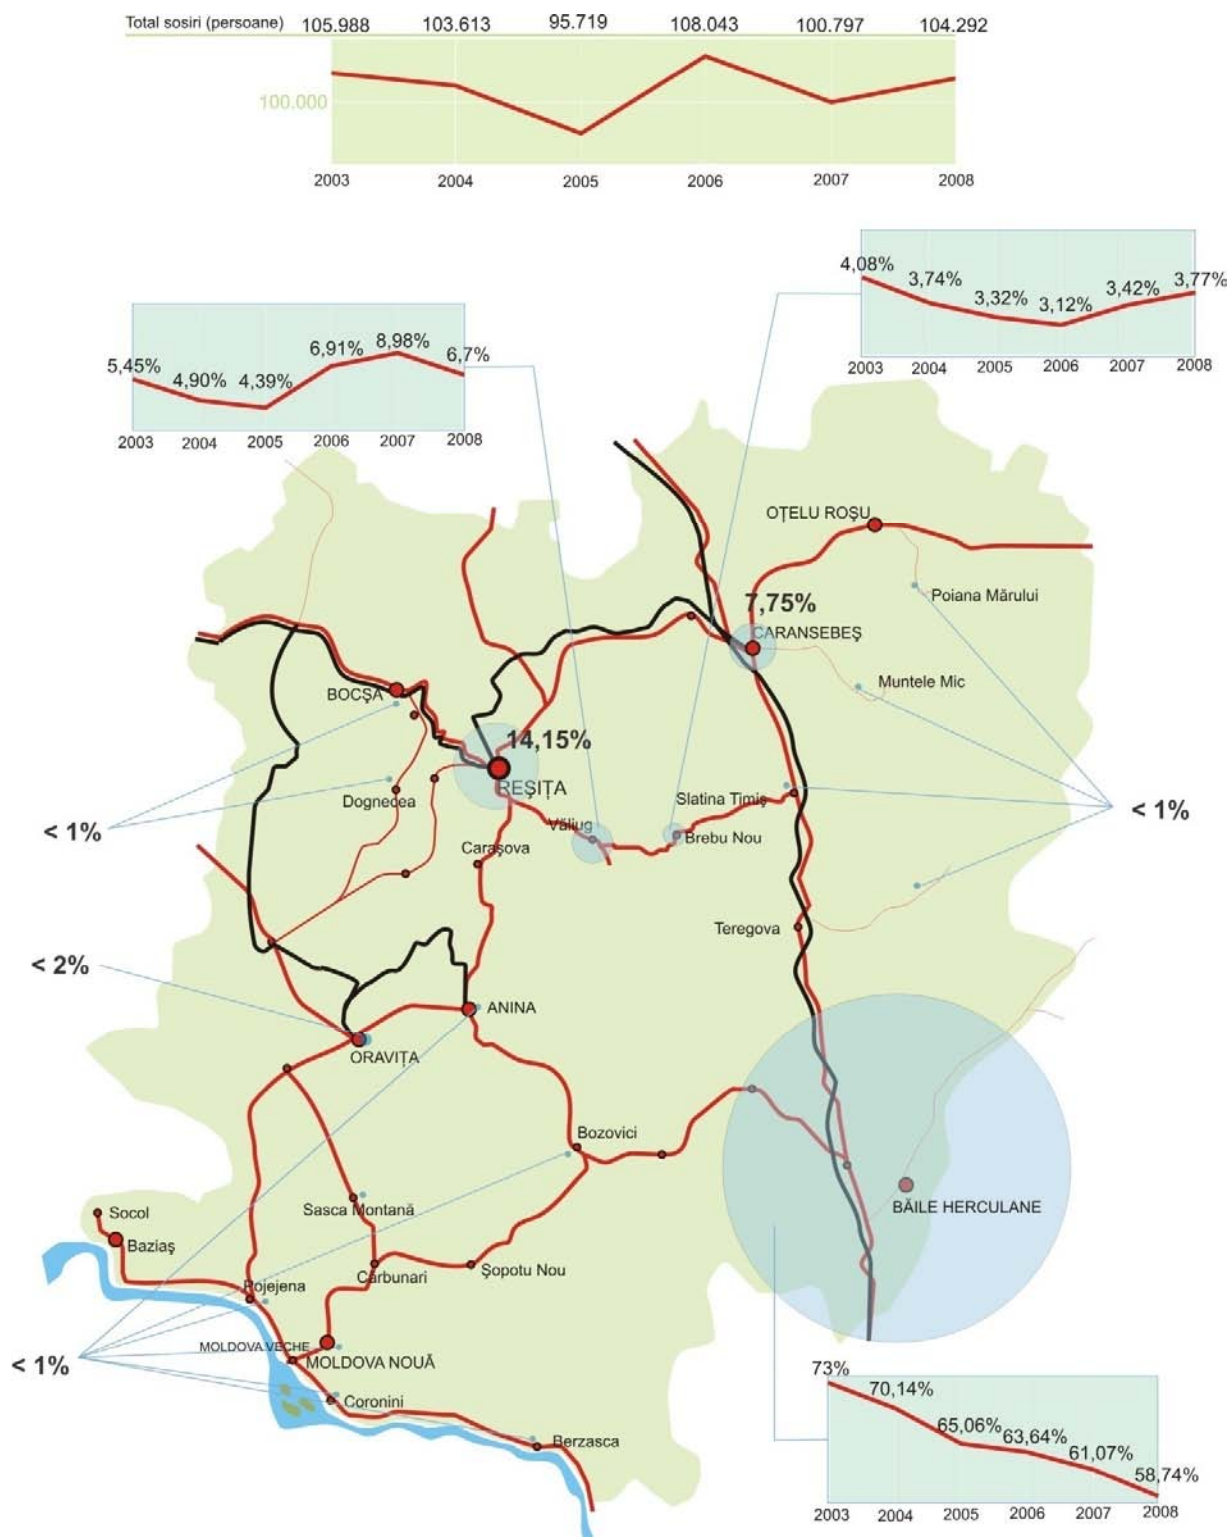 Total sosiri (persoane) 105.988 103.613 95.719 108.043 100.797 104.292
100.000
2003 2004 2005 2006 2007 2008
4,08% 3,74% 3,32% 3,12% 3,42% 3,77%
2003 2004 2005 2006 2007 2008
5,45% 4,90% 4,39% 6,91% 8,98% 6,7%
2003 2004 2005 2006 2007 2008
OȚELU ROȘU
Poiana Mărului
7,75%
CARANSEBEȘ
Muntele Mic
BOCȘA
14,15%
REȘIȚA
Dognecea
Slatina Timiș
< 1%
< 1%
Văliug
Brebu Nou
Carașova
Teregova
< 2%
ANINA
ORAVIȚA
Bozovici
Sasca Montană
BĂILE HERCULANE
Socol
Baziaș
Cărbunari
Șopotu Nou
Pojejena
MOLDOVA VECHE
MOLDOVA NOUĂ
< 1%
Coronini
Berzasca
73% 70,14% 65,06% 63,64% 61,07% 58,74%
2003 2004 2005 2006 2007 2008